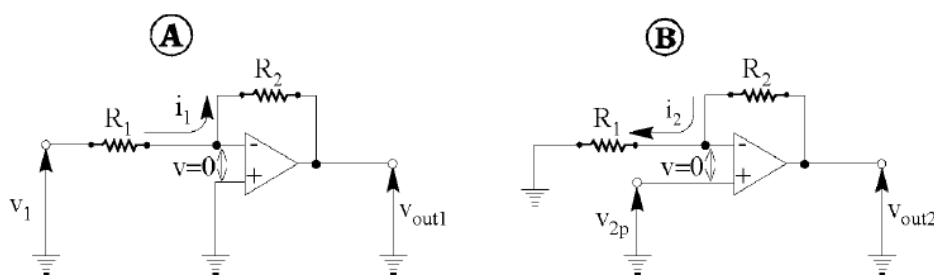 A
B
R2
R2
i1
i2
R1
R1
-
-
v=0
v=0
+
+
v1
vout1
v2p
vout2